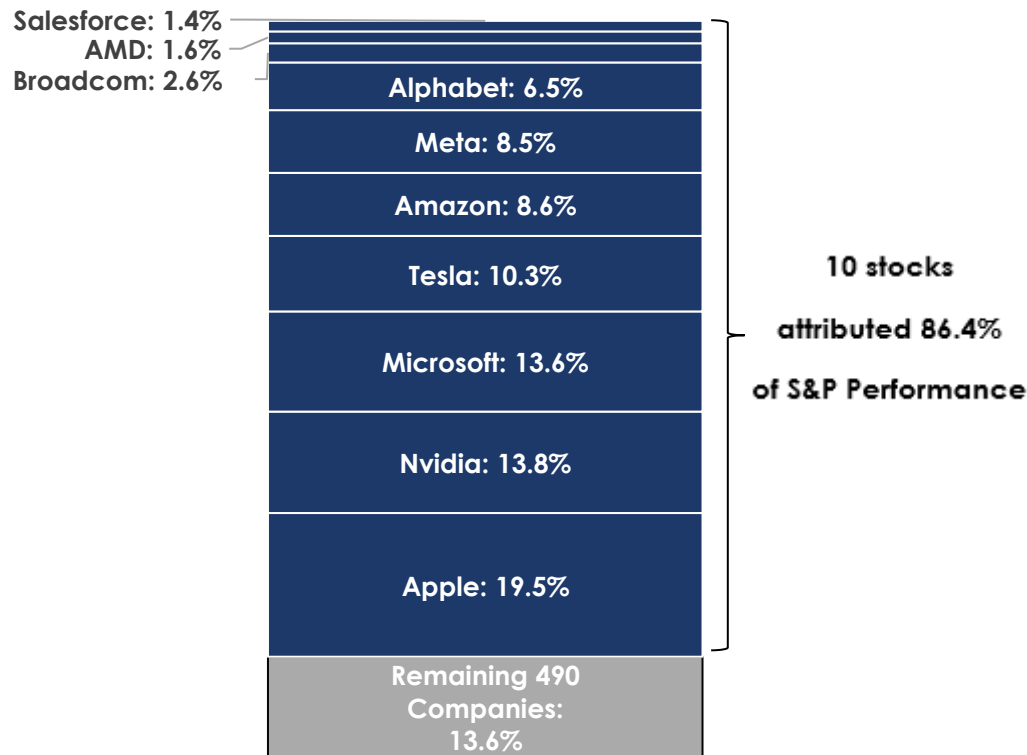 Salesforce: 1.4%
AMD: 1.6%
Broadcom: 2.6%
Alphabet: 6.5%
Meta: 8.5%
Amazon: 8.6%
Tesla: 10.3%
Microsoft: 13.6%
Nvidia: 13.8%
Apple: 19.5%
Remaining 490
Companies:
13.6%
10 stocks
attributed 86.4%
of S&P Performance